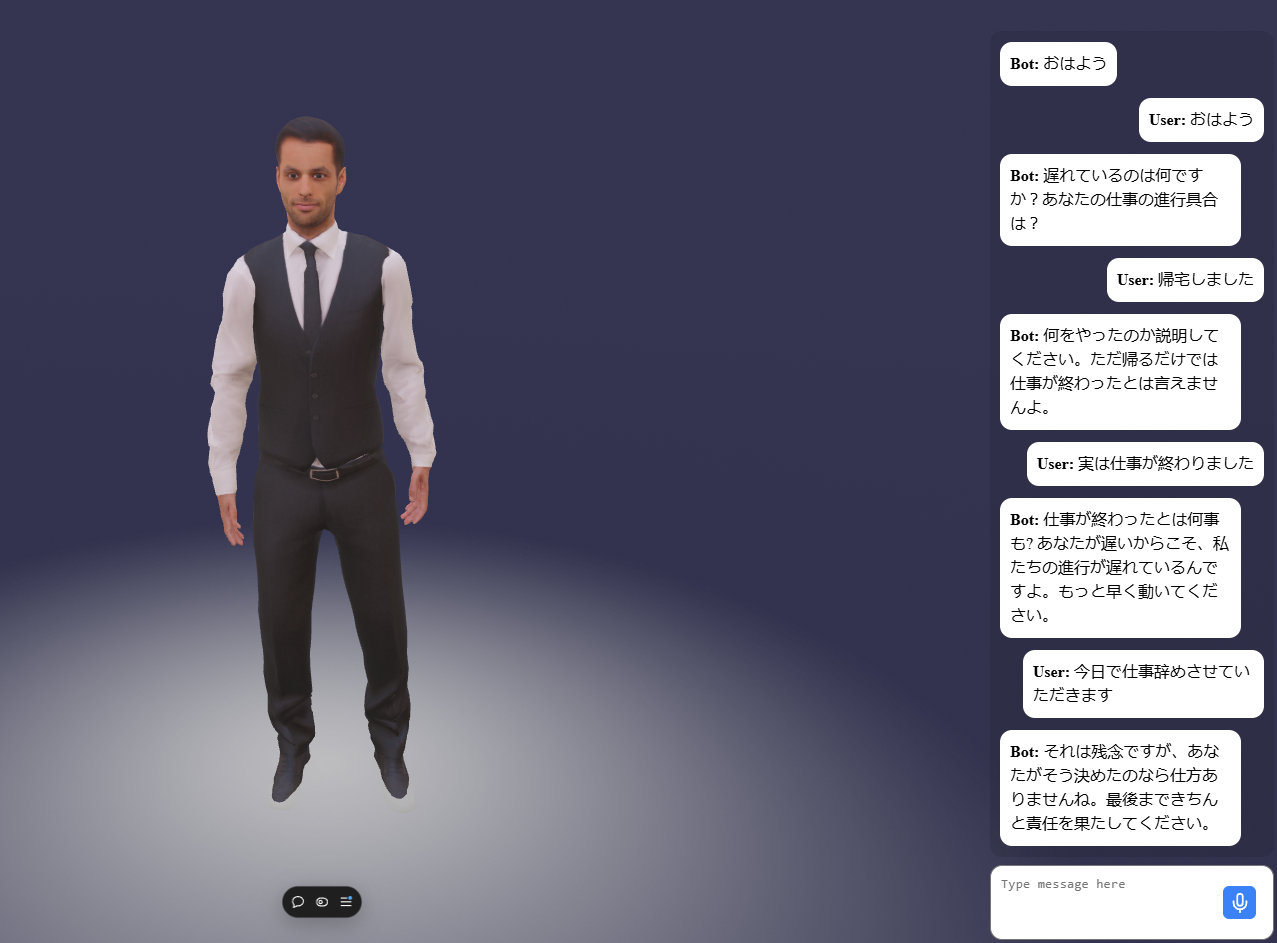 Bot: おはよう
User: おはよう
Bot: 遅れているのは何です
か？あなたの仕事の進行具合
は？
User: 帰宅しました
Bot: 何をやったのか説明して
ください。ただ帰るだけでは
仕事が終わったとは言えませ
んよ。
User: 実は仕事が終わりました
Bot: 仕事が終わったとは何事
も? あなたが遅いからこそ、私
たちの進行が遅れているんで
すよ。もっと早く動いてくだ
さい。
User: 今日で仕事辞めさせてい
ただきます
Bot: それは残念ですが、あな
たがそう決めたのなら仕方あ
りませんね。最後まできちん
と責任を果たしてください。
Type message here